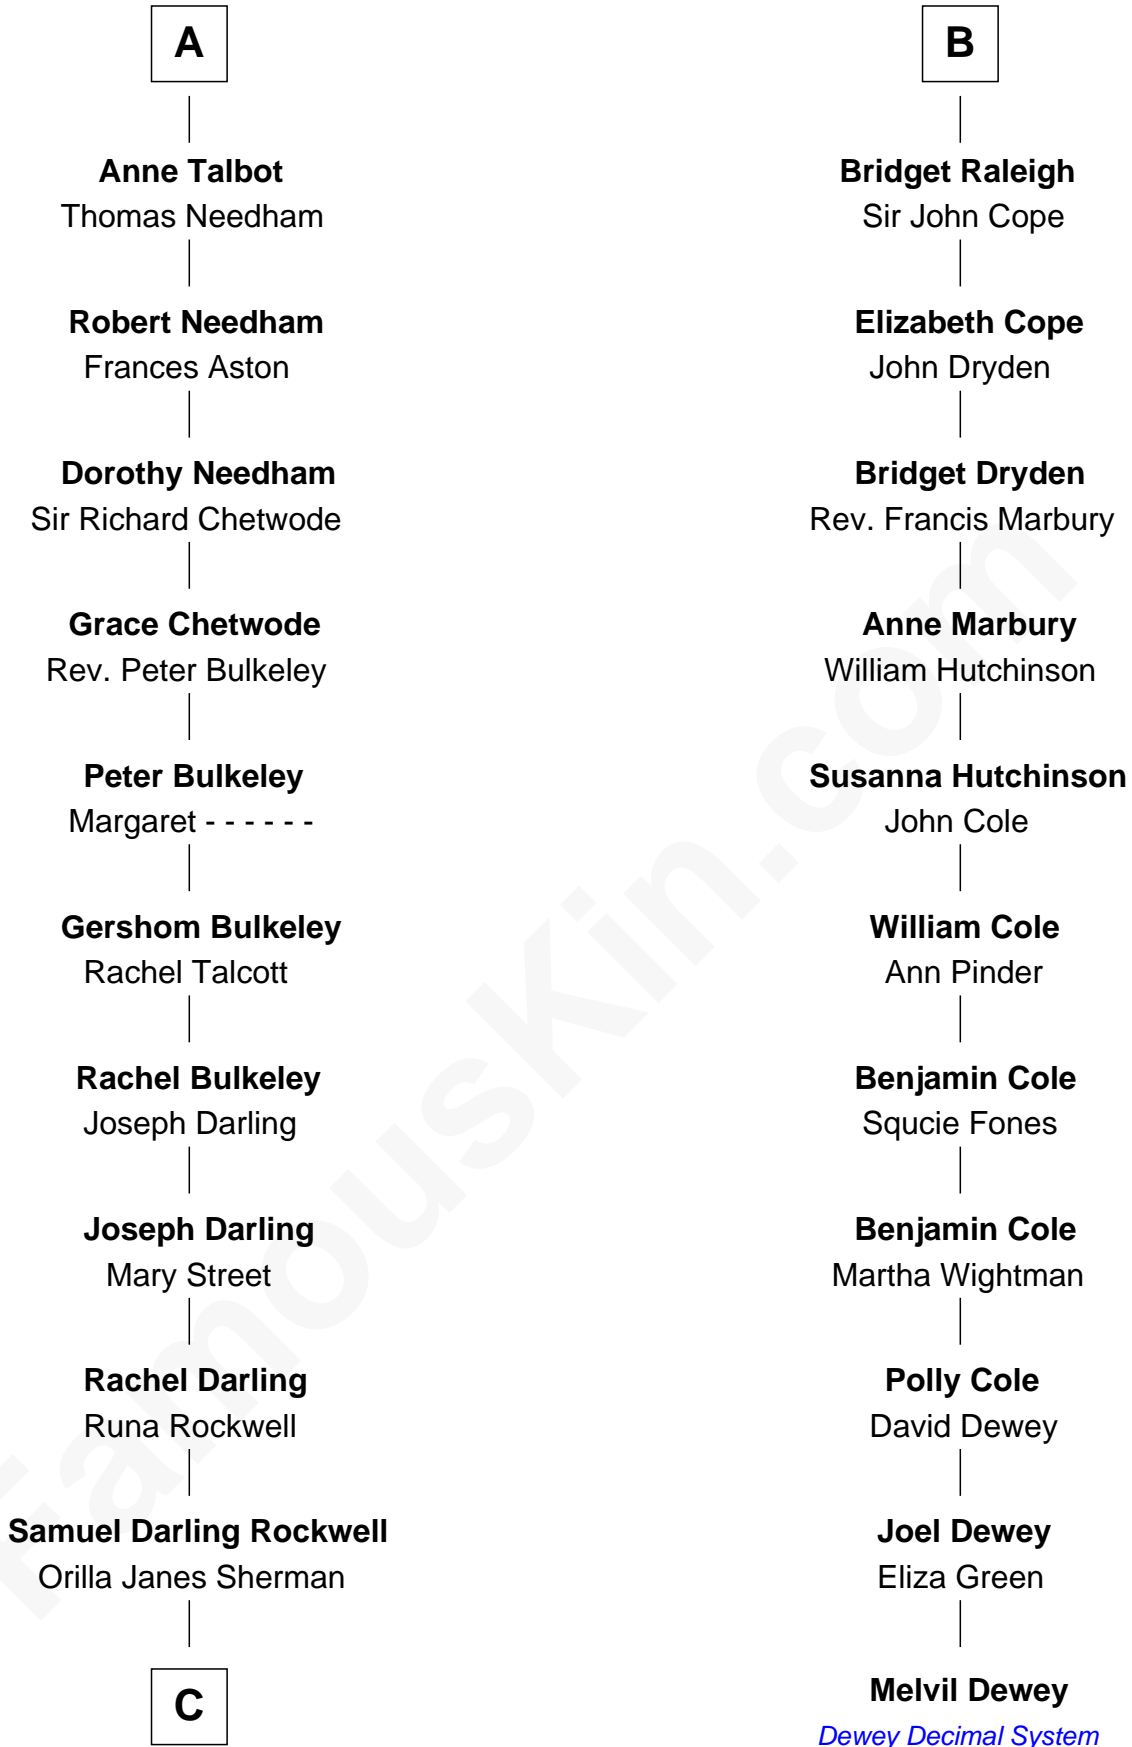 A
Anne Talbot
Thomas Needham
Robert Needham
Frances Aston
Dorothy Needham
Sir Richard Chetwode
Grace Chetwode
Rev. Peter Bulkeley
Peter Bulkeley
Margaret - - - - - -
Gershom Bulkeley
Rachel Talcott
Rachel Bulkeley
Joseph Darling
Joseph Darling
Mary Street
Rachel Darling
Runa Rockwell
Samuel Darling Rockwell
Orilla Janes Sherman
C
B
Bridget Raleigh
Sir John Cope
Elizabeth Cope
John Dryden
Bridget Dryden
Rev. Francis Marbury
Anne Marbury
William Hutchinson
Susanna Hutchinson
John Cole
William Cole
Ann Pinder
Benjamin Cole
Squcie Fones
Benjamin Cole
Martha Wightman
Polly Cole
David Dewey
Joel Dewey
Eliza Green
Melvil Dewey
Dewey Decimal System
FamousKin.com